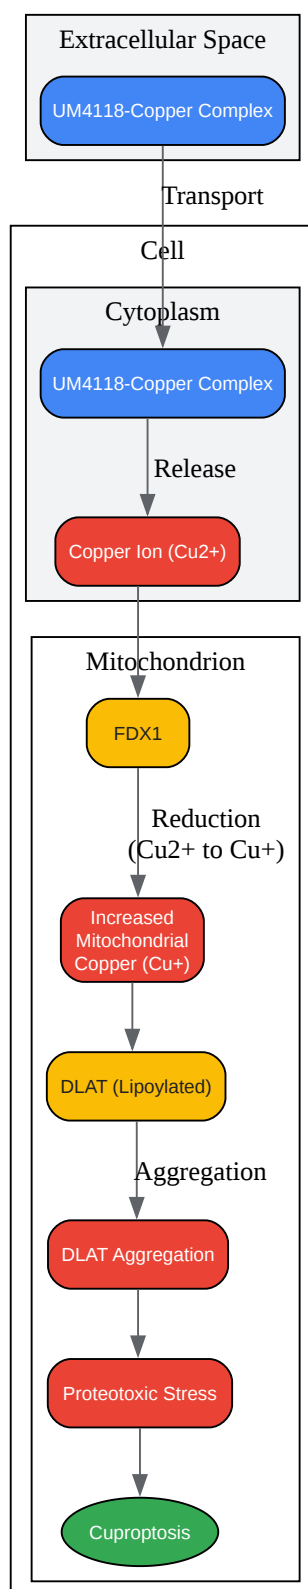 Extracellular Space
UM4118-Copper Complex
Transport
Cell
Cytoplasm
UM4118-Copper Complex
Release
Copper Ion (Cu2+)
Mitochondrion
FDX1
Reduction
(Cu2+ to Cu+)
Increased
Mitochondrial
Copper (Cu+)
DLAT (Lipoylated)
Aggregation
DLAT Aggregation
Proteotoxic Stress
Cuproptosis